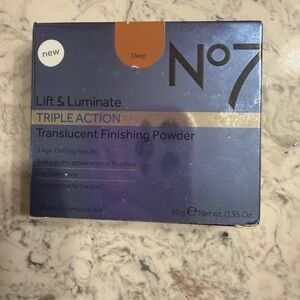 new
Deep
No7
Lift & Luminate
TRIPLE ACTION
Translucent Finishing Powder
3 Age-Defying Results:
Reduces the appearance of fine lines
10g e Net wt. 0.35 Oz